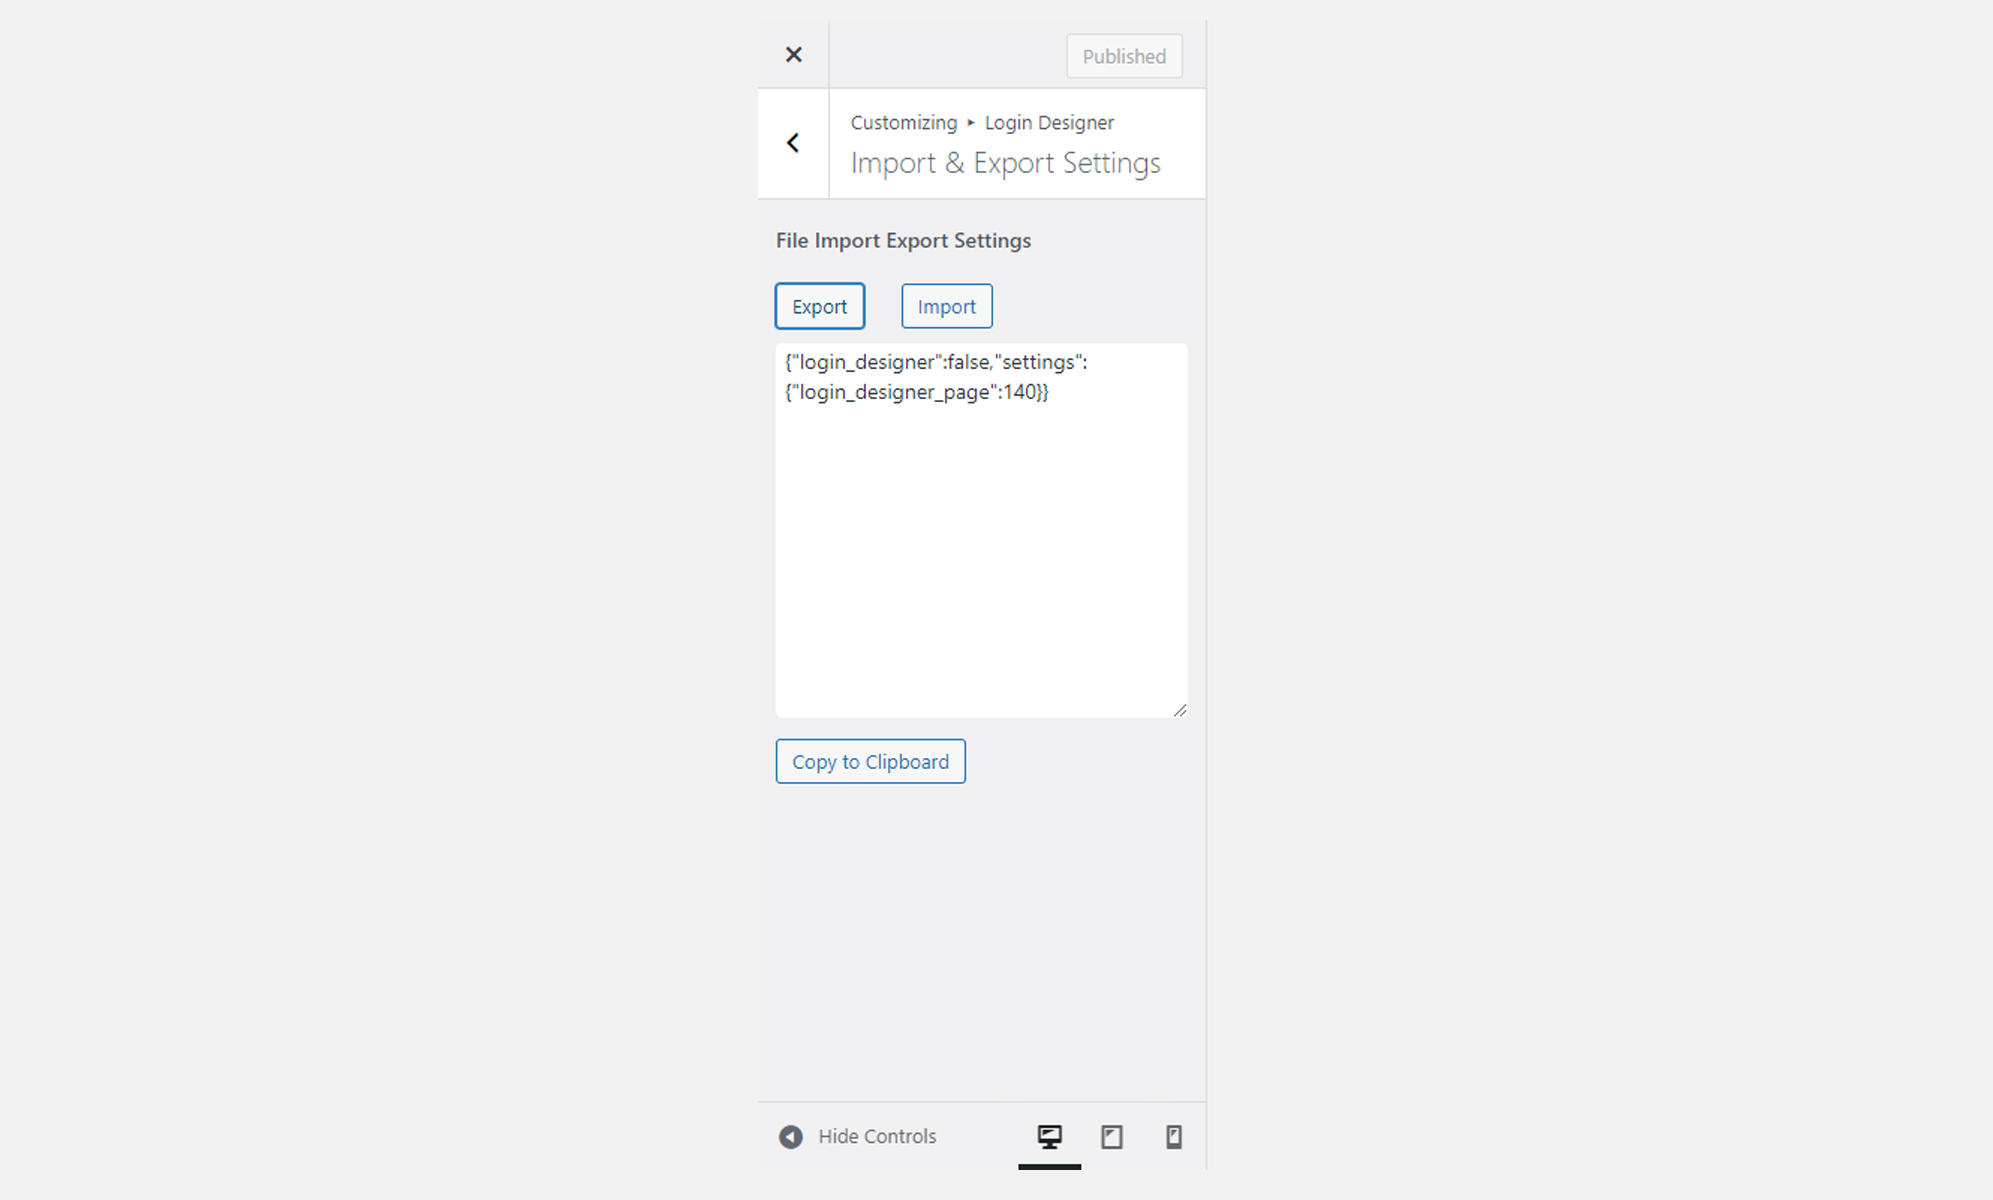 Published
Customizing ▸ Login Designer
Import & Export Settings
File Import Export Settings
Export
Import
{"login_designer":false,"settings":
{"login_designer_page":140}}
Copy to Clipboard
Hide Controls